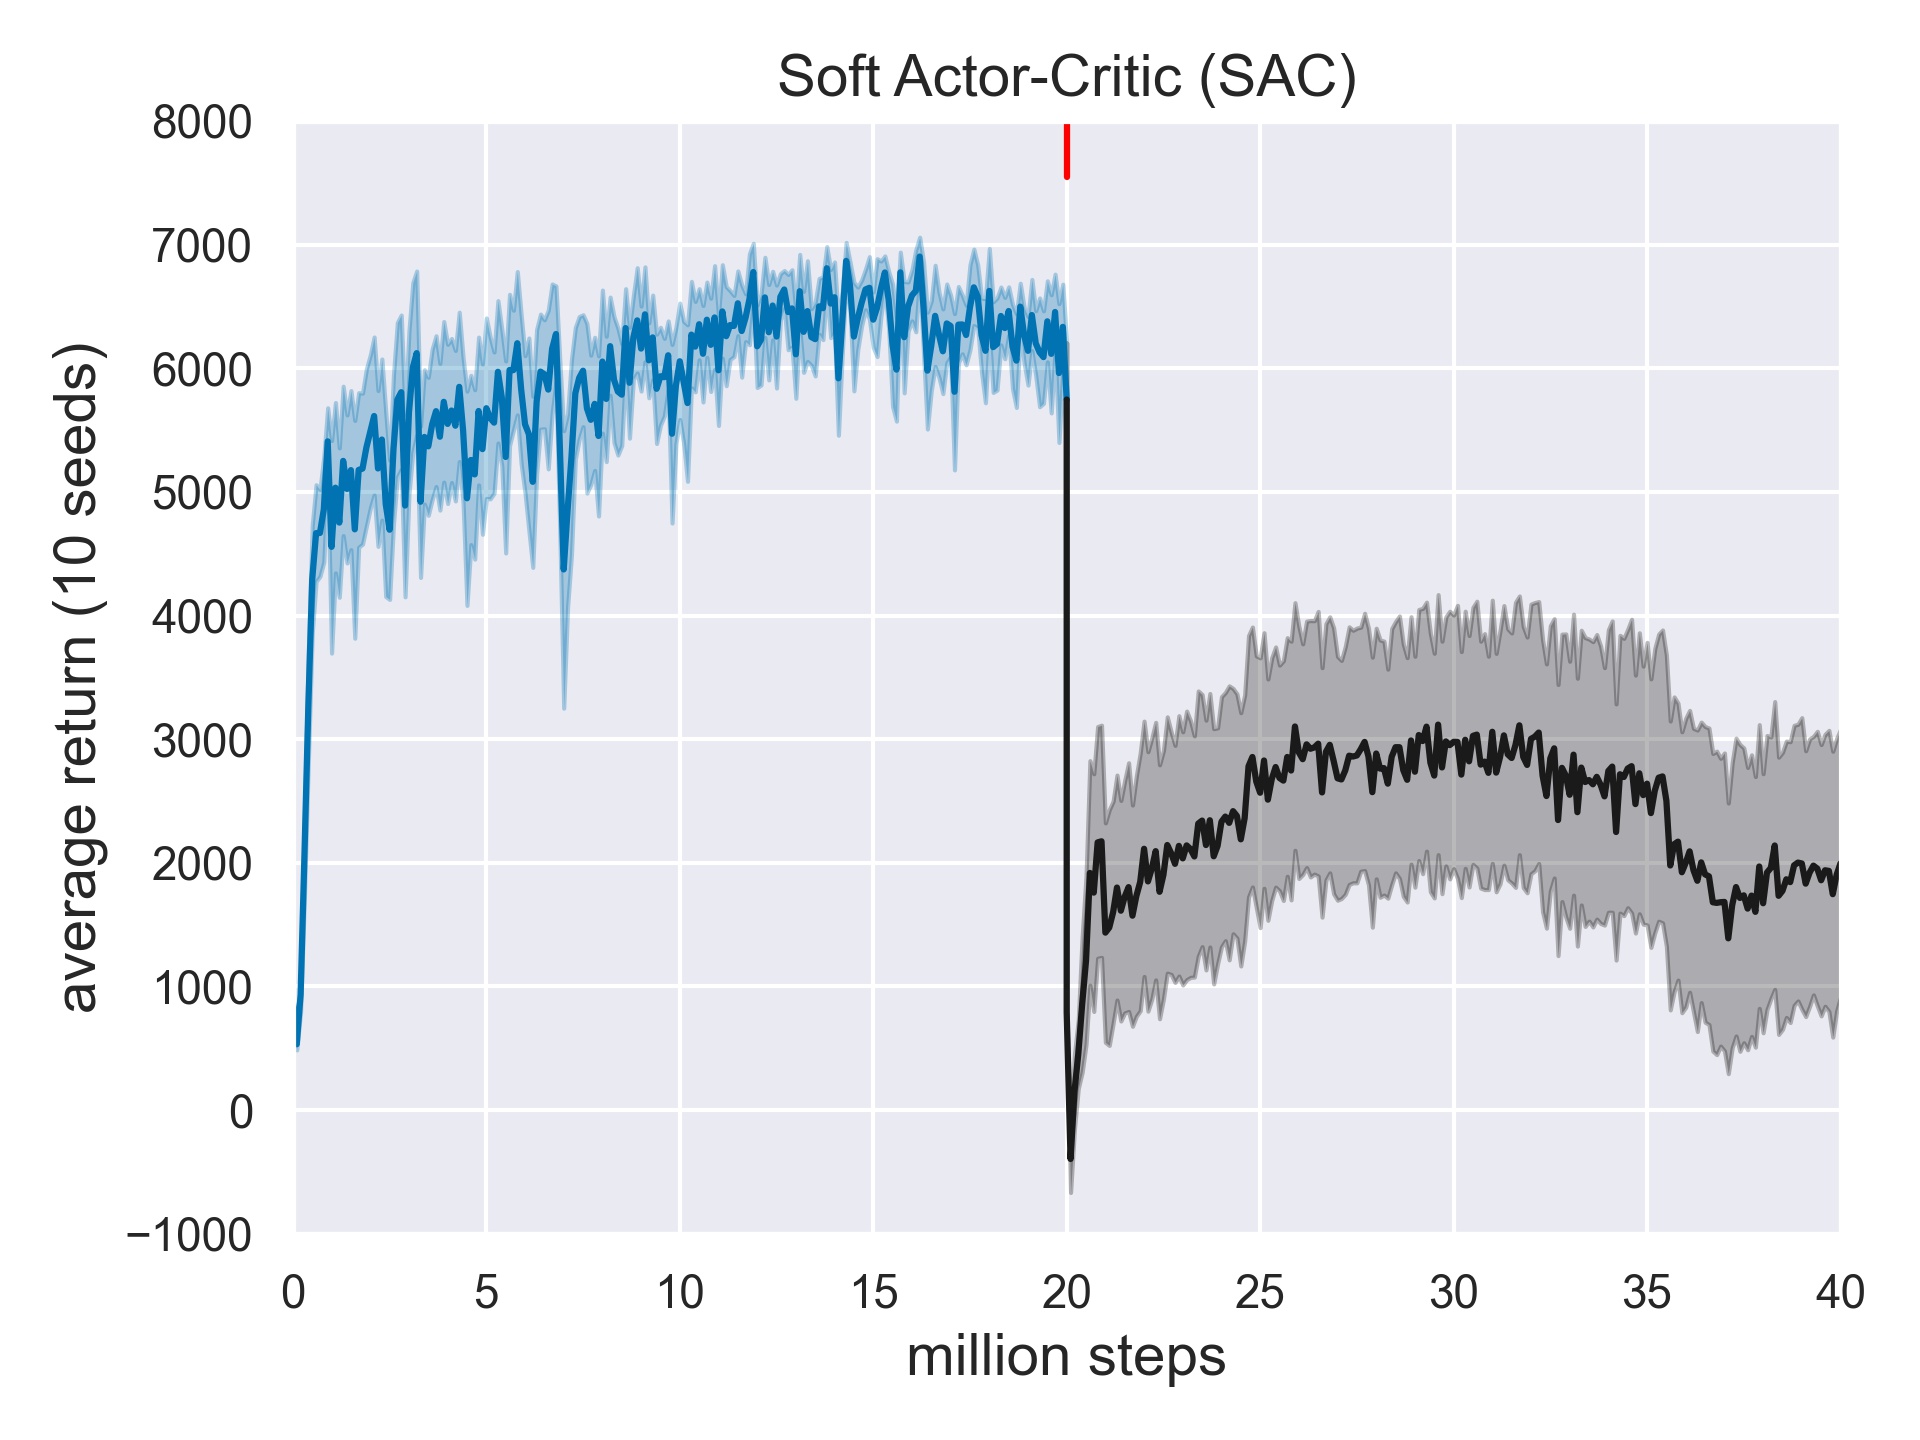 Soft Actor-Critic (SAC)
8000
7000
6000
5000
4000
3000
2000
1000
0
−1000
average return (10 seeds)
0 5 10 15 20 25 30 35 40
million steps